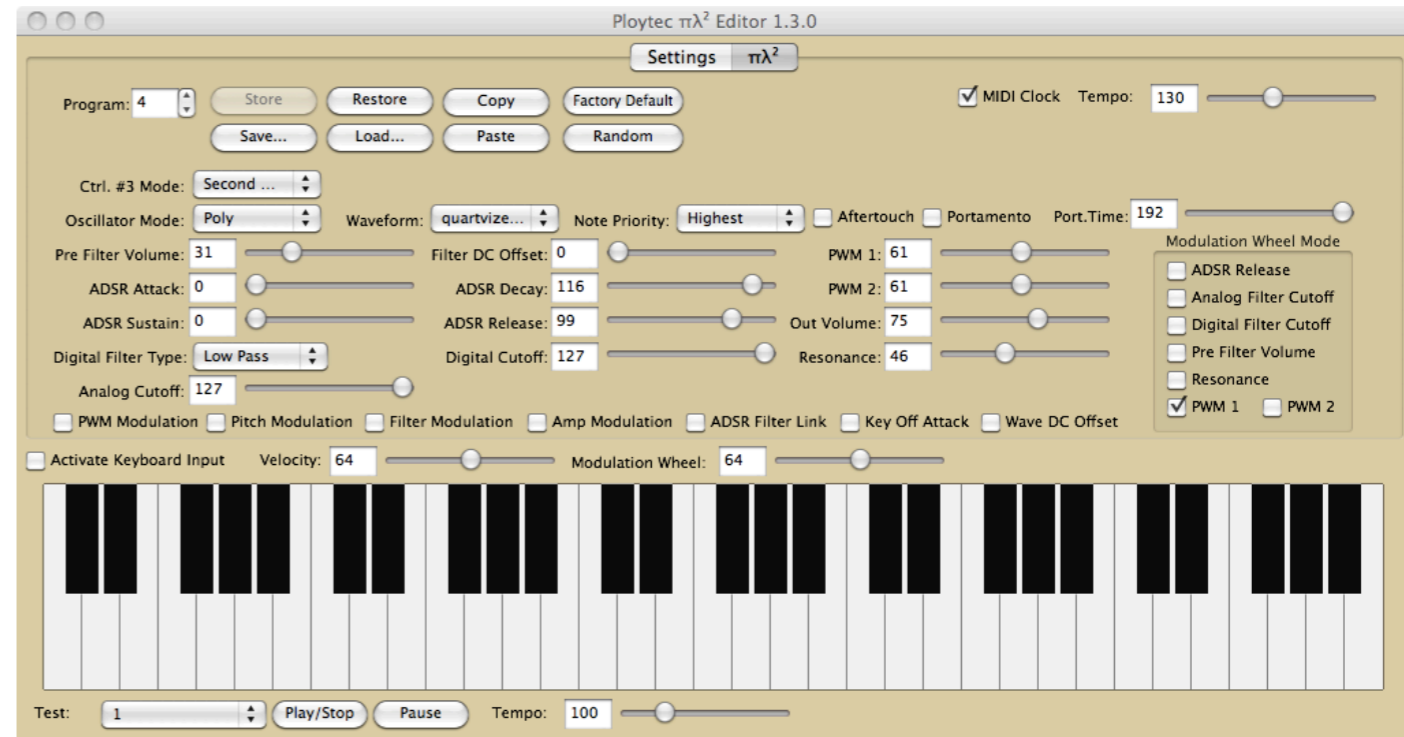 Ploytec πλ² Editor 1.3.0
Settings πλ²
Program: 4 Store Restore Copy Factory Default MIDI Clock Tempo: 130
Save... Load... Paste Random
Ctrl. #3 Mode: Second ...
Oscillator Mode: Poly Waveform: quartvize... Note Priority: Highest Aftertouch Portamento Port.Time: 192
Pre Filter Volume: 31 Filter DC Offset: 0 PWM 1: 61
ADSR Attack: 0 ADSR Decay: 116 PWM 2: 61
ADSR Sustain: 0 ADSR Release: 99 Out Volume: 75
Digital Filter Type: Low Pass Digital Cutoff: 127 Resonance: 46
Analog Cutoff: 127
Modulation Wheel Mode
ADSR Release
Analog Filter Cutoff
Digital Filter Cutoff
Pre Filter Volume
Resonance
PWM 1 PWM 2
PWM Modulation Pitch Modulation Filter Modulation Amp Modulation ADSR Filter Link Key Off Attack Wave DC Offset
Activate Keyboard Input Velocity: 64 Modulation Wheel: 64
Test: 1 Play/Stop Pause Tempo: 100